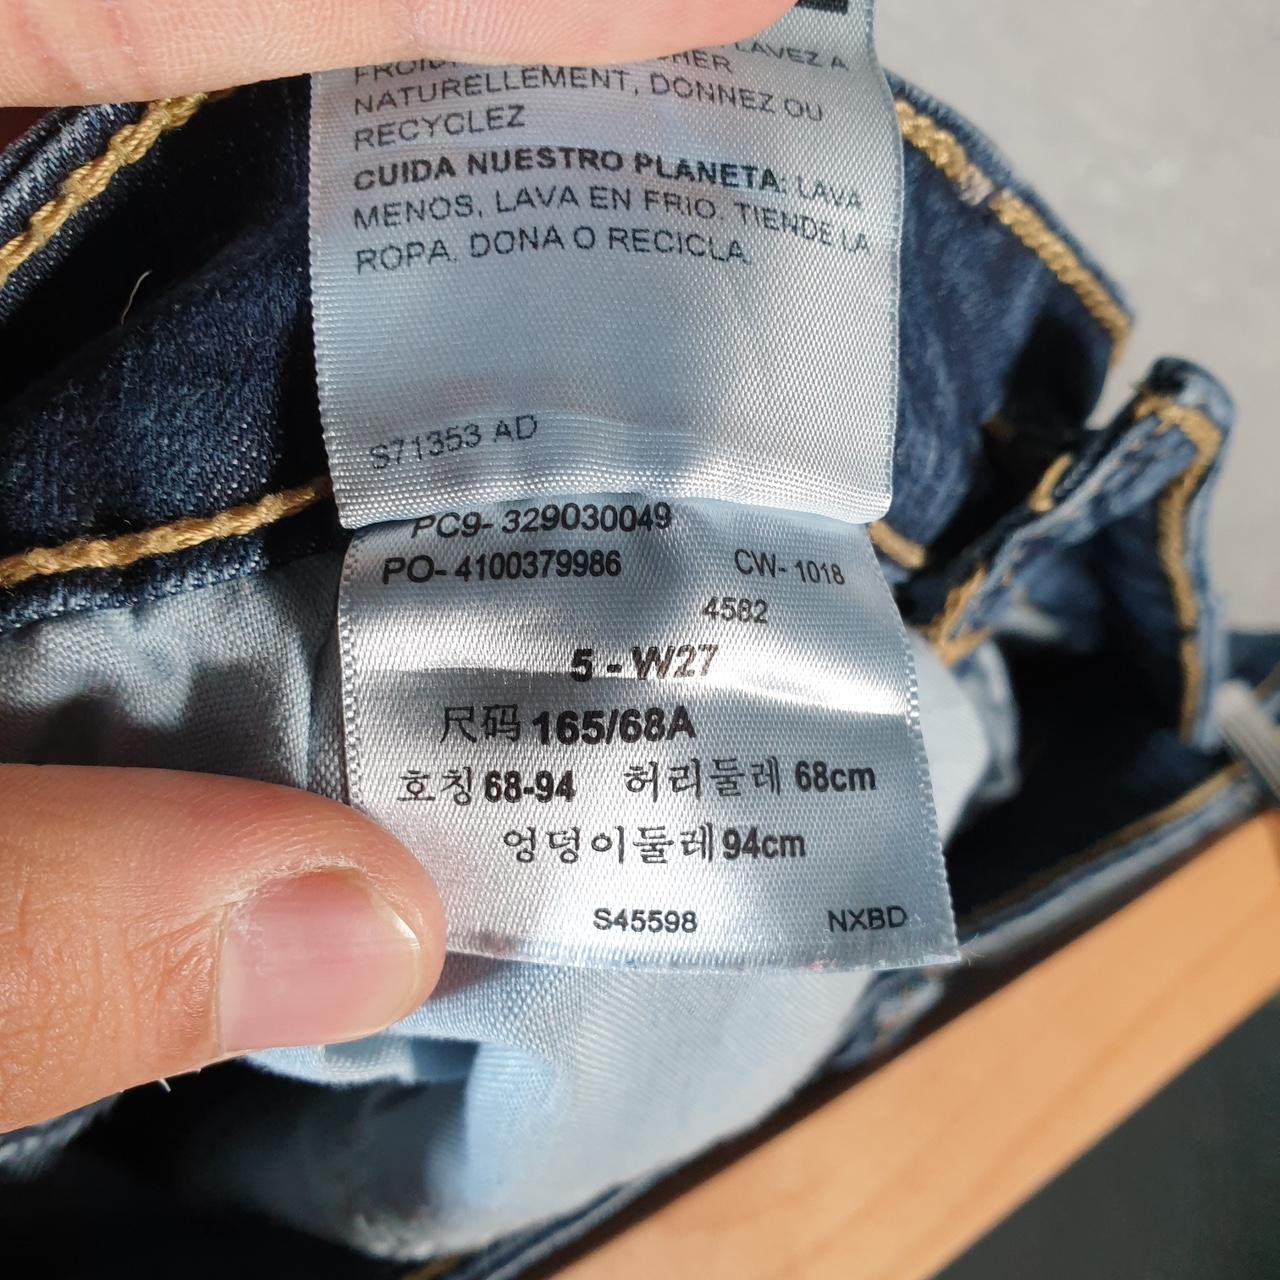 LAVEZ A
NATURELLEMENT, DONNEZ OU
RECYCLEZ
CUIDA NUESTRO PLANETA: LAVA
MENOS, LAVA EN FRIO. TIENDE LA
ROPA, DONA O RECICLA
S71353 AD
PC9- 329030049
PO- 4100379986 CW- 1018
4582
5 - W27
尺码 165/68A
호칭 68-94 허리둘레 68cm
엉덩이둘레 94cm
S45598 NXBD